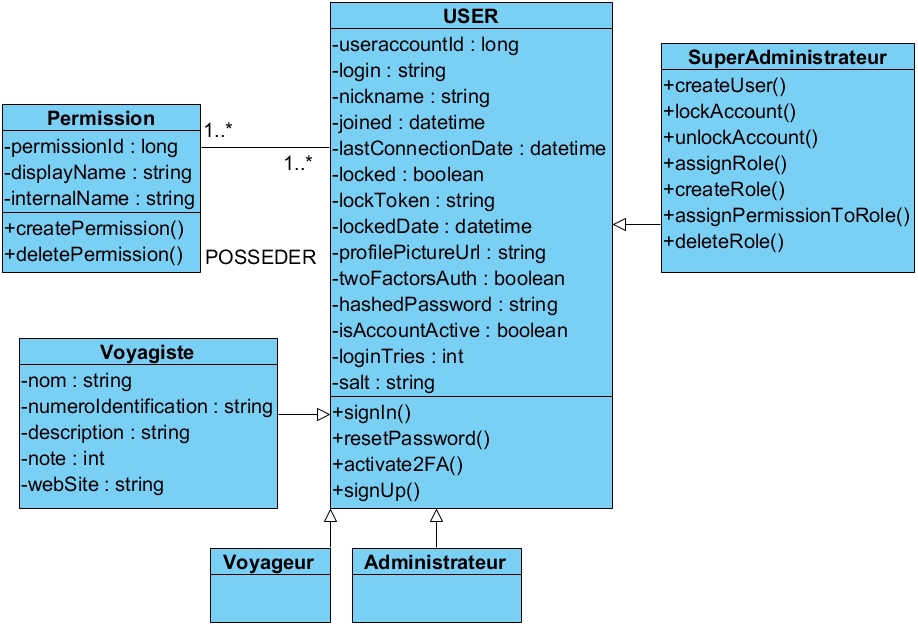 USER
-useraccountId : long
-login : string
-nickname : string
-joined : datetime
-lastConnectionDate : datetime
-locked : boolean
-lockToken : string
-lockedDate : datetime
-profilePictureUrl : string
-twoFactorsAuth : boolean
-hashedPassword : string
-isAccountActive : boolean
-loginTries : int
-salt : string
+signIn()
+resetPassword()
+activate2FA()
+signUp()
SuperAdministrateur
+createUser()
+lockAccount()
+unlockAccount()
+assignRole()
+createRole()
+assignPermissionToRole()
+deleteRole()
Permission
-permissionId : long
-displayName : string
-internalName : string
+createPermission()
+deletePermission()
1..*
1..*
POSSEDER
Voyagiste
-nom : string
-numeroIdentification : string
-description : string
-note : int
-webSite : string
Voyageur
Administrateur